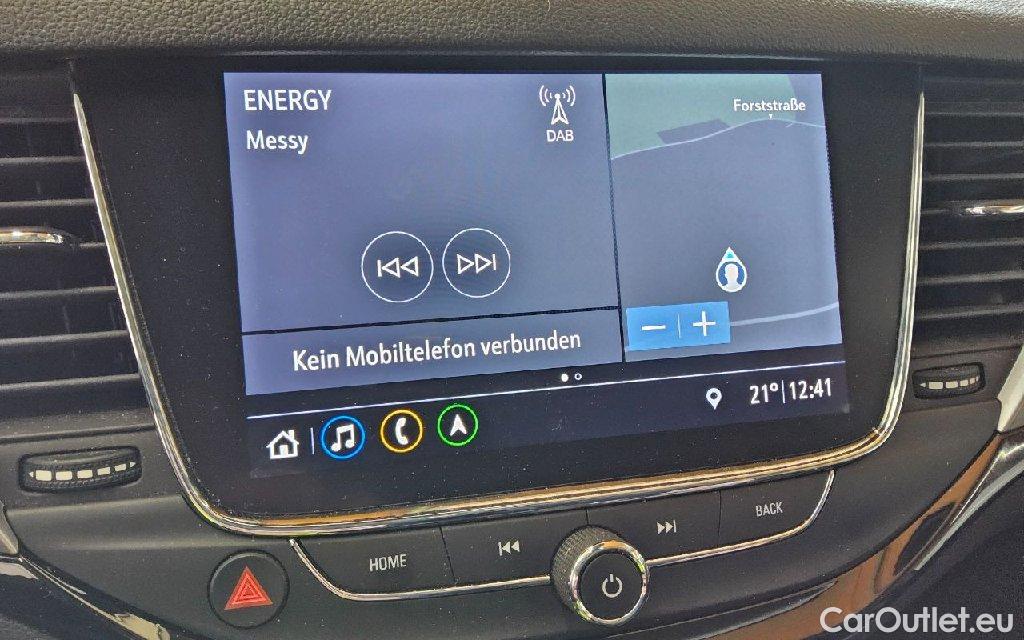 ENERGY
Messy
DAB
Forststraße
Kein Mobiltelefon verbunden
21°|12:41
HOME
BACK
CarOutlet.eu